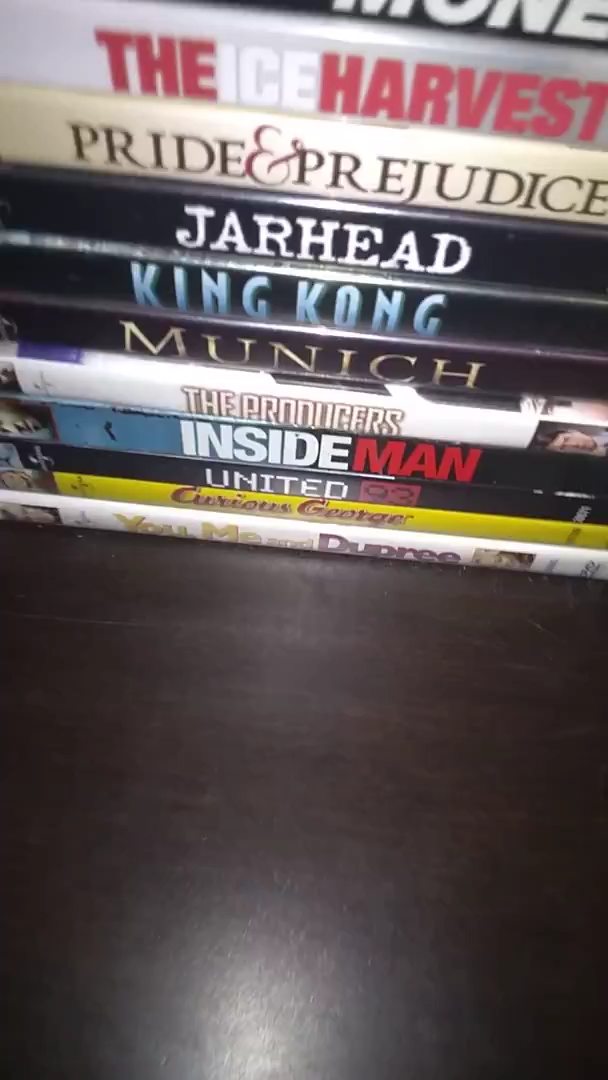 THE ICE HARVEST
PRIDE & PREJUDICE
JARHEAD
KING KONG
MUNICH
THE PRODUCERS
INSIDE MAN
UNITED 93
Curious George
You, Me and Dupree